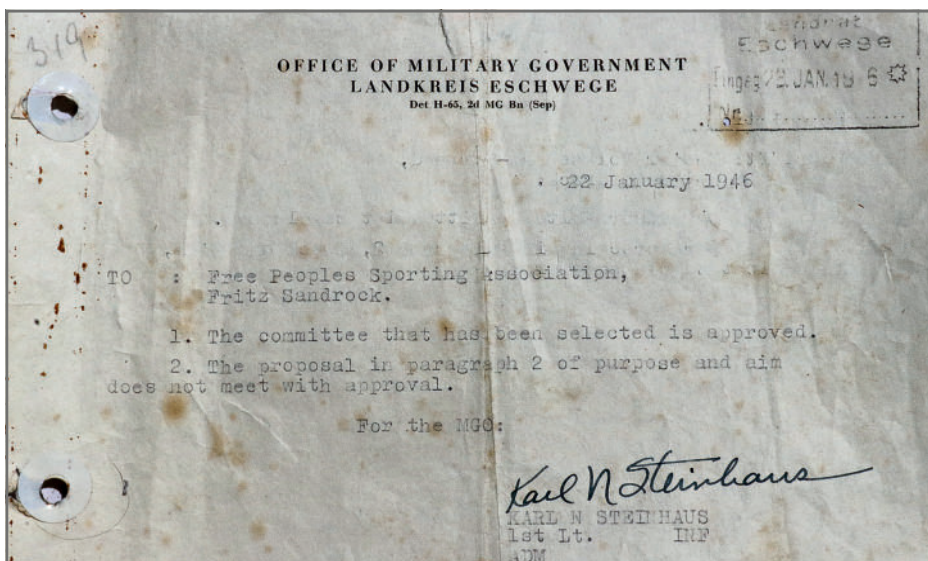 319
Eschwege
OFFICE OF MILITARY GOVERNMENT
LANDKREIS ESCHWEGE
Det H-65, 2d MG Bn (Sep)
JAN.
22 January 1946
TO : Free Peoples Sporting Association,
Fritz Sandrock.
1. The committee that has been selected is approved.
2. The proposal in paragraph 2 of purpose and aim
does not meet with approval.
For the MGO:
Karl N Steinhaus
KARL N STEINHAUS
1st Lt. INF
ADM